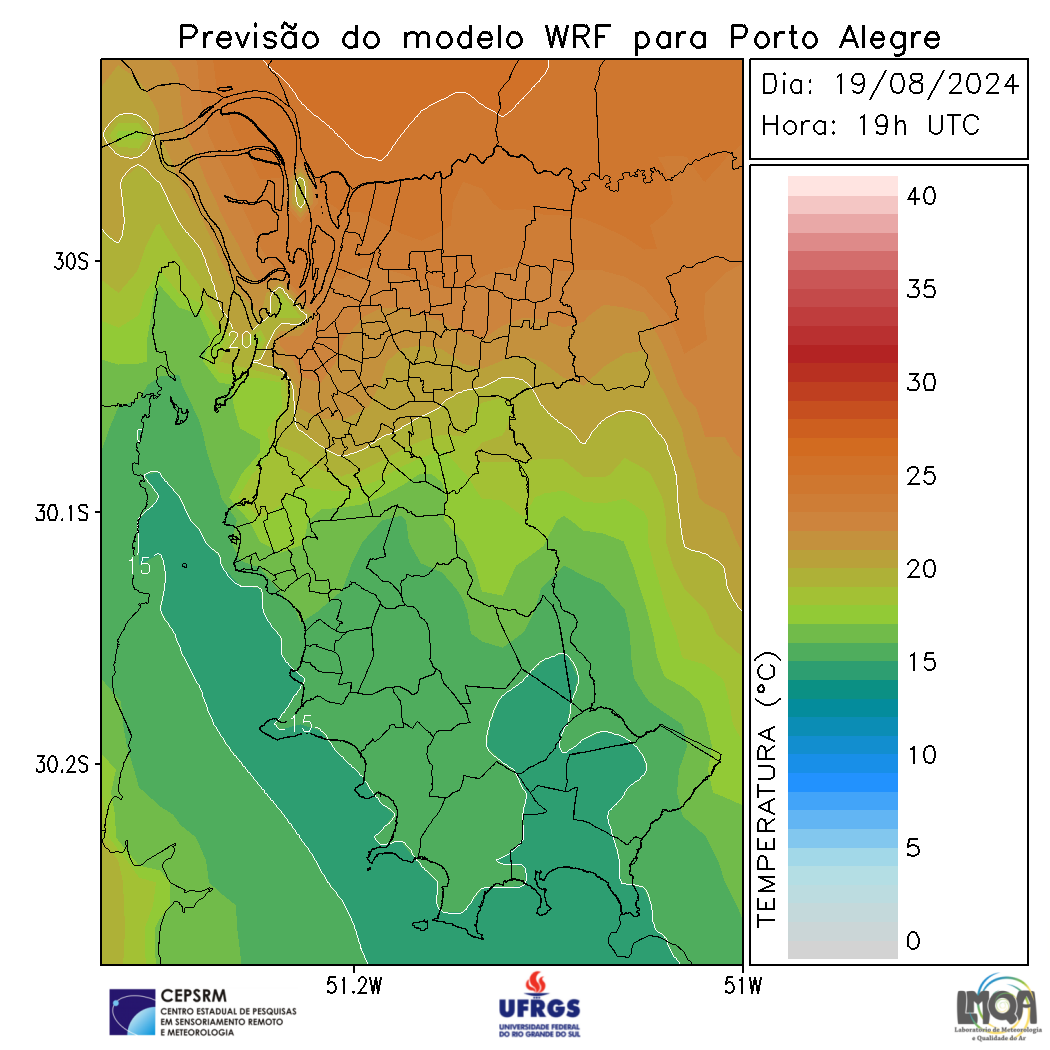 Previsão do modelo WRF para Porto Alegre
Dia: 19/08/2024
Hora: 19h UTC
30S
30.1S
30.2S
51.2W
51W
20
15
15
TEMPERATURA (°C)
40
35
30
25
20
15
10
5
0
CEPSRM
CENTRO ESTADUAL DE PESQUISAS
EM SENSORIAMENTO REMOTO
E METEOROLOGIA
UFRGS
UNIVERSIDADE FEDERAL
DO RIO GRANDE DO SUL
LMQA
Laboratório de Meteorologia
e Qualidade do Ar